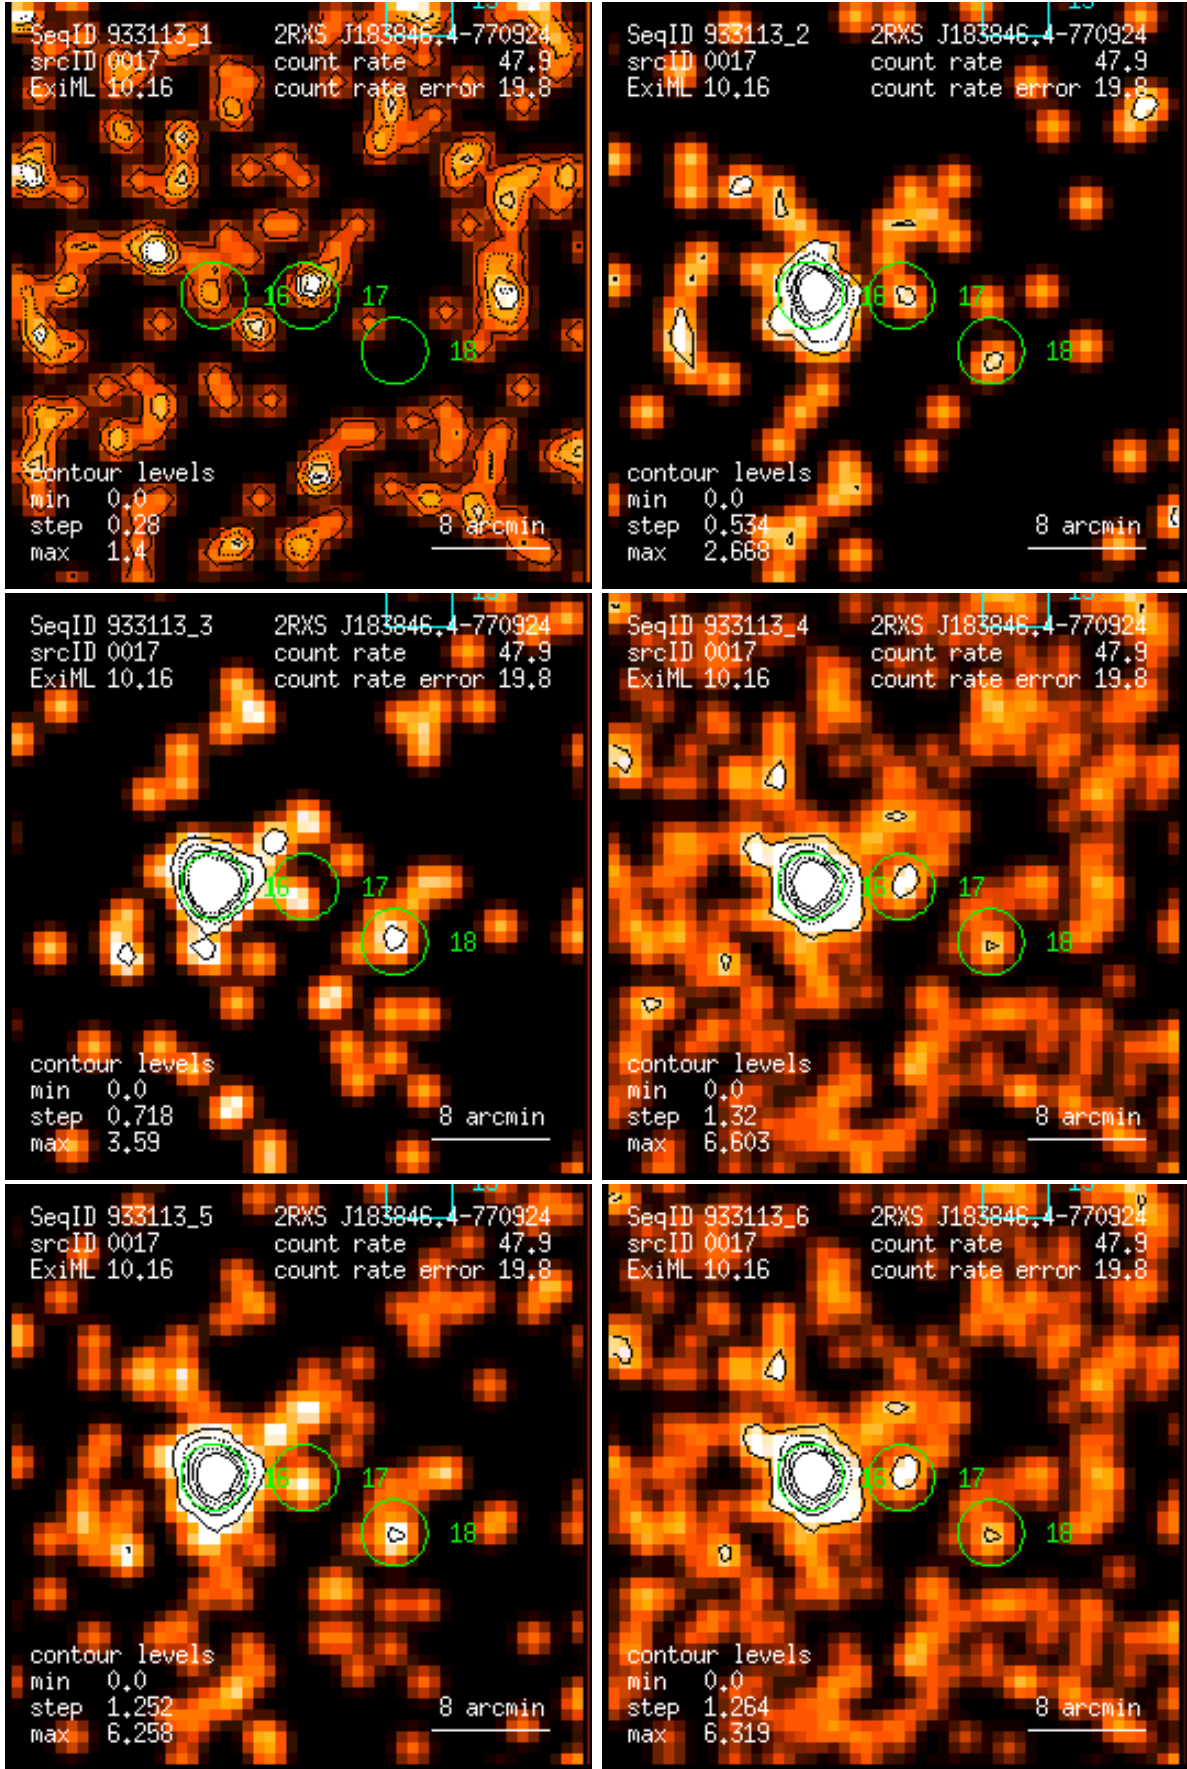 15
SeqID 933113_1 2RXS J183846.4-770924
srcID 0017 count rate 47.9
ExiML 10.16 count rate error 19.8
16 17
18
contour levels
min 0.0
step 0.28 8 arcmin
max 1.4
15
SeqID 933113_2 2RXS J183846.4-770924
srcID 0017 count rate 47.9
ExiML 10.16 count rate error 19.8
16 17
18
contour levels
min 0.0
step 0.534 8 arcmin
max 2.668
15
SeqID 933113_3 2RXS J183846.4-770924
srcID 0017 count rate 47.9
ExiML 10.16 count rate error 19.8
16 17
18
contour levels
min 0.0
step 0.718 8 arcmin
max 3.59
15
SeqID 933113_4 2RXS J183846.4-770924
srcID 0017 count rate 47.9
ExiML 10.16 count rate error 19.8
16 17
18
contour levels
min 0.0
step 1.32 8 arcmin
max 6.603
15
SeqID 933113_5 2RXS J183846.4-770924
srcID 0017 count rate 47.9
ExiML 10.16 count rate error 19.8
16 17
18
contour levels
min 0.0
step 1.252 8 arcmin
max 6.258
15
SeqID 933113_6 2RXS J183846.4-770924
srcID 0017 count rate 47.9
ExiML 10.16 count rate error 19.8
16 17
18
contour levels
min 0.0
step 1.264 8 arcmin
max 6.319